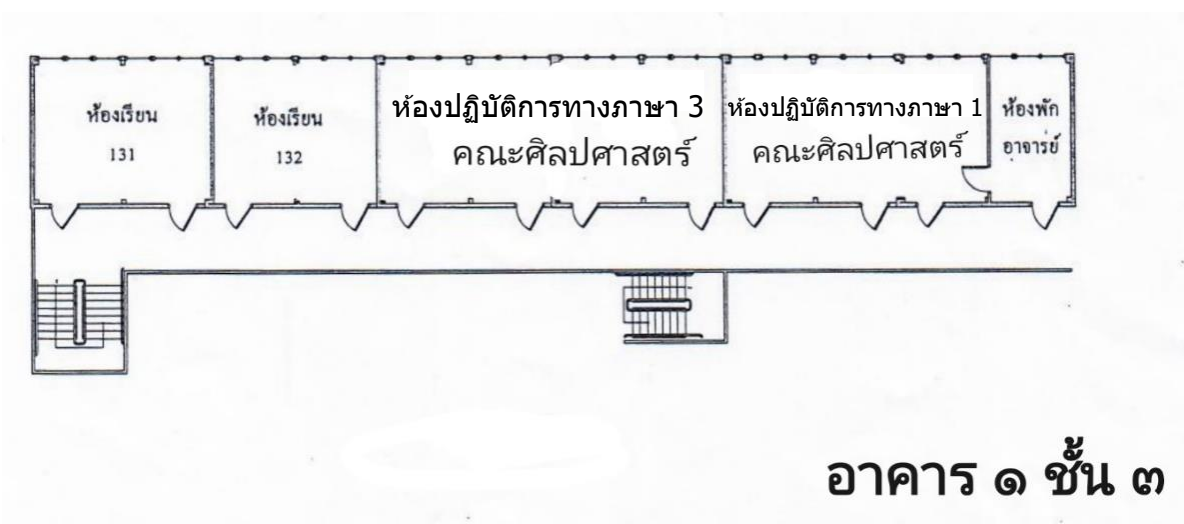 ห้องเรียน
131
ห้องเรียน
132
ห้องปฏิบัติการทางภาษา 3
คณะศิลปศาสตร์
ห้องปฏิบัติการทางภาษา 1
คณะศิลปศาสตร์
ห้องพัก
อาจารย์
อาคาร ๑ ชั้น ๓